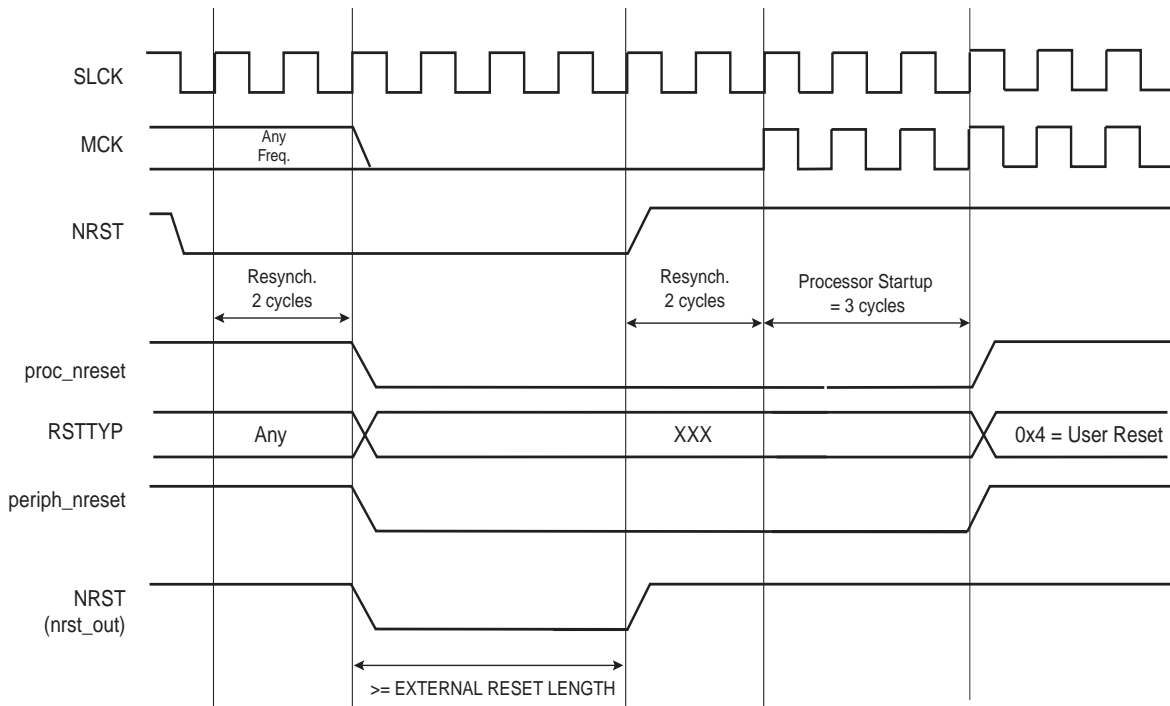 SLCK
MCK
Any
Freq.
NRST
Resynch.
2 cycles
Resynch.
2 cycles
Processor Startup
= 3 cycles
proc_nreset
RSTTYP
Any
XXX
0x4 = User Reset
periph_nreset
NRST
(nrst_out)
>= EXTERNAL RESET LENGTH